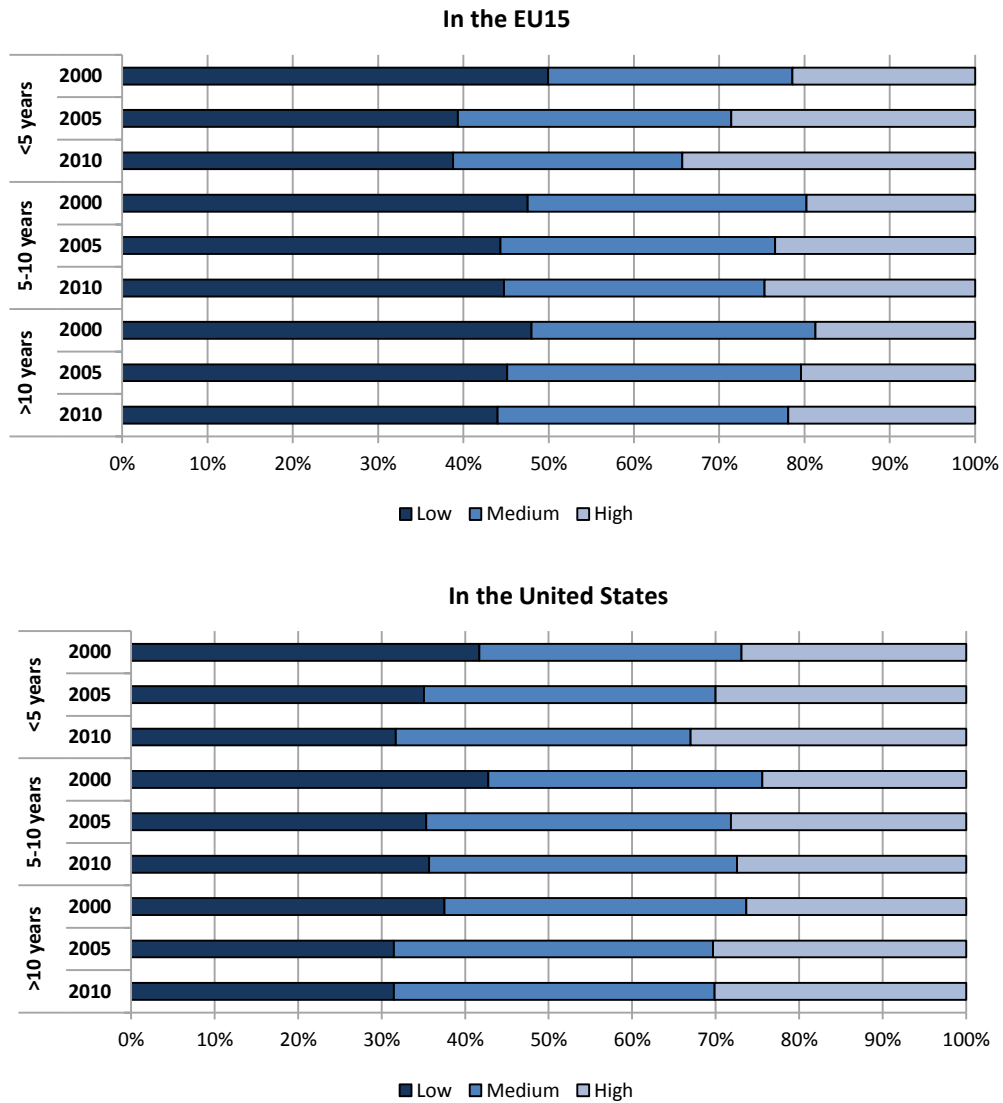 In the EU15
<5 years
2000
2005
2010
5-10 years
2000
2005
2010
>10 years
2000
2005
2010
0% 10% 20% 30% 40% 50% 60% 70% 80% 90% 100%
Low Medium High
In the United States
<5 years
2000
2005
2010
5-10 years
2000
2005
2010
>10 years
2000
2005
2010
0% 10% 20% 30% 40% 50% 60% 70% 80% 90% 100%
Low Medium High